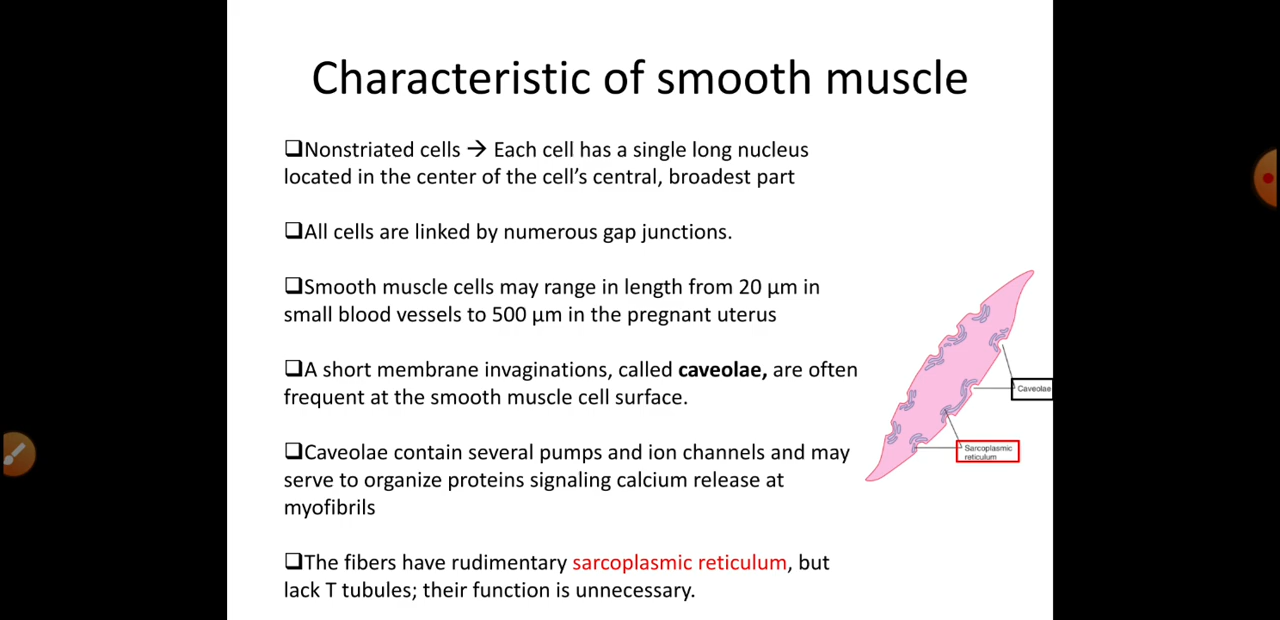 Characteristic of smooth muscle
❑Nonstriated cells → Each cell has a single long nucleus
located in the center of the cell’s central, broadest part
❑All cells are linked by numerous gap junctions.
❑Smooth muscle cells may range in length from 20 μm in
small blood vessels to 500 μm in the pregnant uterus
❑A short membrane invaginations, called caveolae, are often
frequent at the smooth muscle cell surface.
❑Caveolae contain several pumps and ion channels and may
serve to organize proteins signaling calcium release at
myofibrils
❑The fibers have rudimentary sarcoplasmic reticulum, but
lack T tubules; their function is unnecessary.
Caveolae
Sarcoplasmic
reticulum